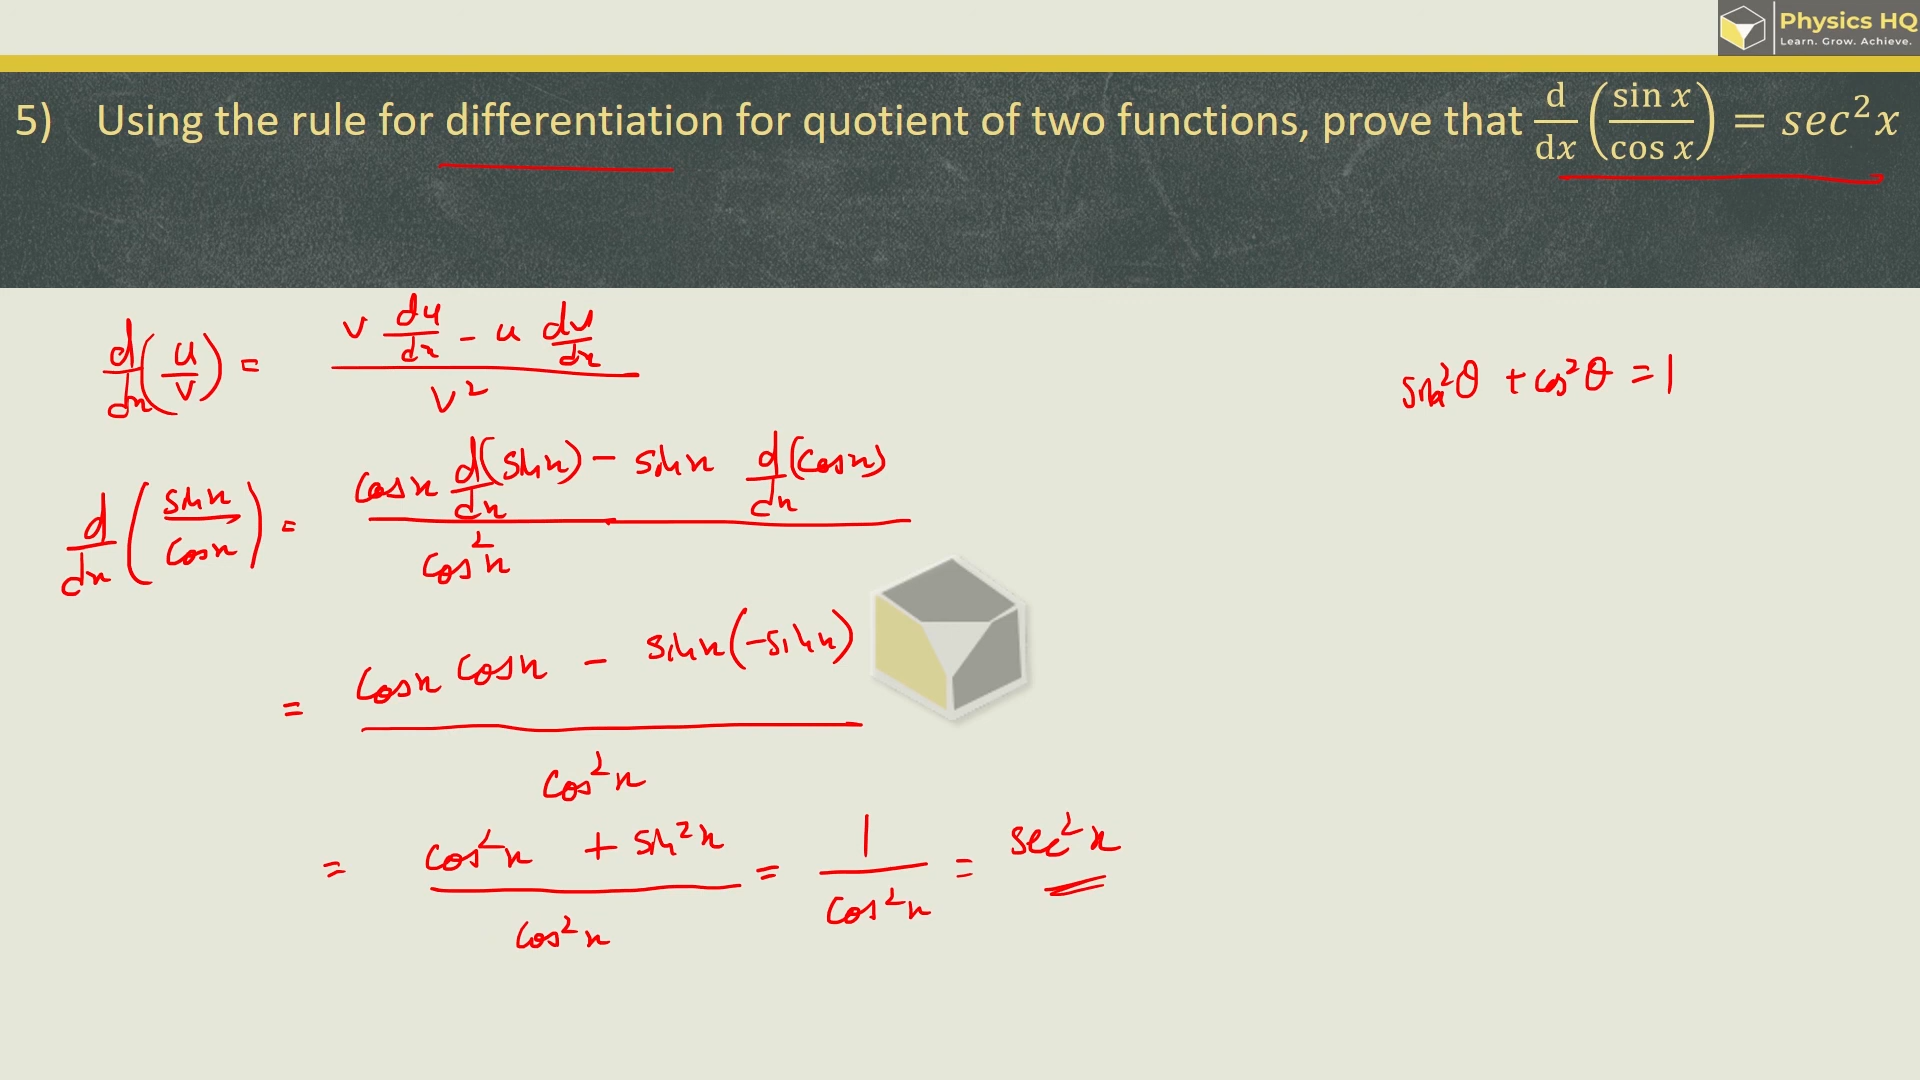 Physics HQ
Learn. Grow. Achieve.
5) Using the rule for differentiation for quotient of two functions, prove that d/dx (sin x / cos x) = sec²x
d/dx (u/v) = (v du/dx - u dv/dx) / v²
sin²θ + cos²θ = 1
d/dx (sin x / cos x) = (cos x d/dx (sin x) - sin x d/dx (cos x)) / cos²x
= (cos x cos x - sin x (-sin x)) / cos²x
= (cos²x + sin²x) / cos²x = 1 / cos²x = sec²x